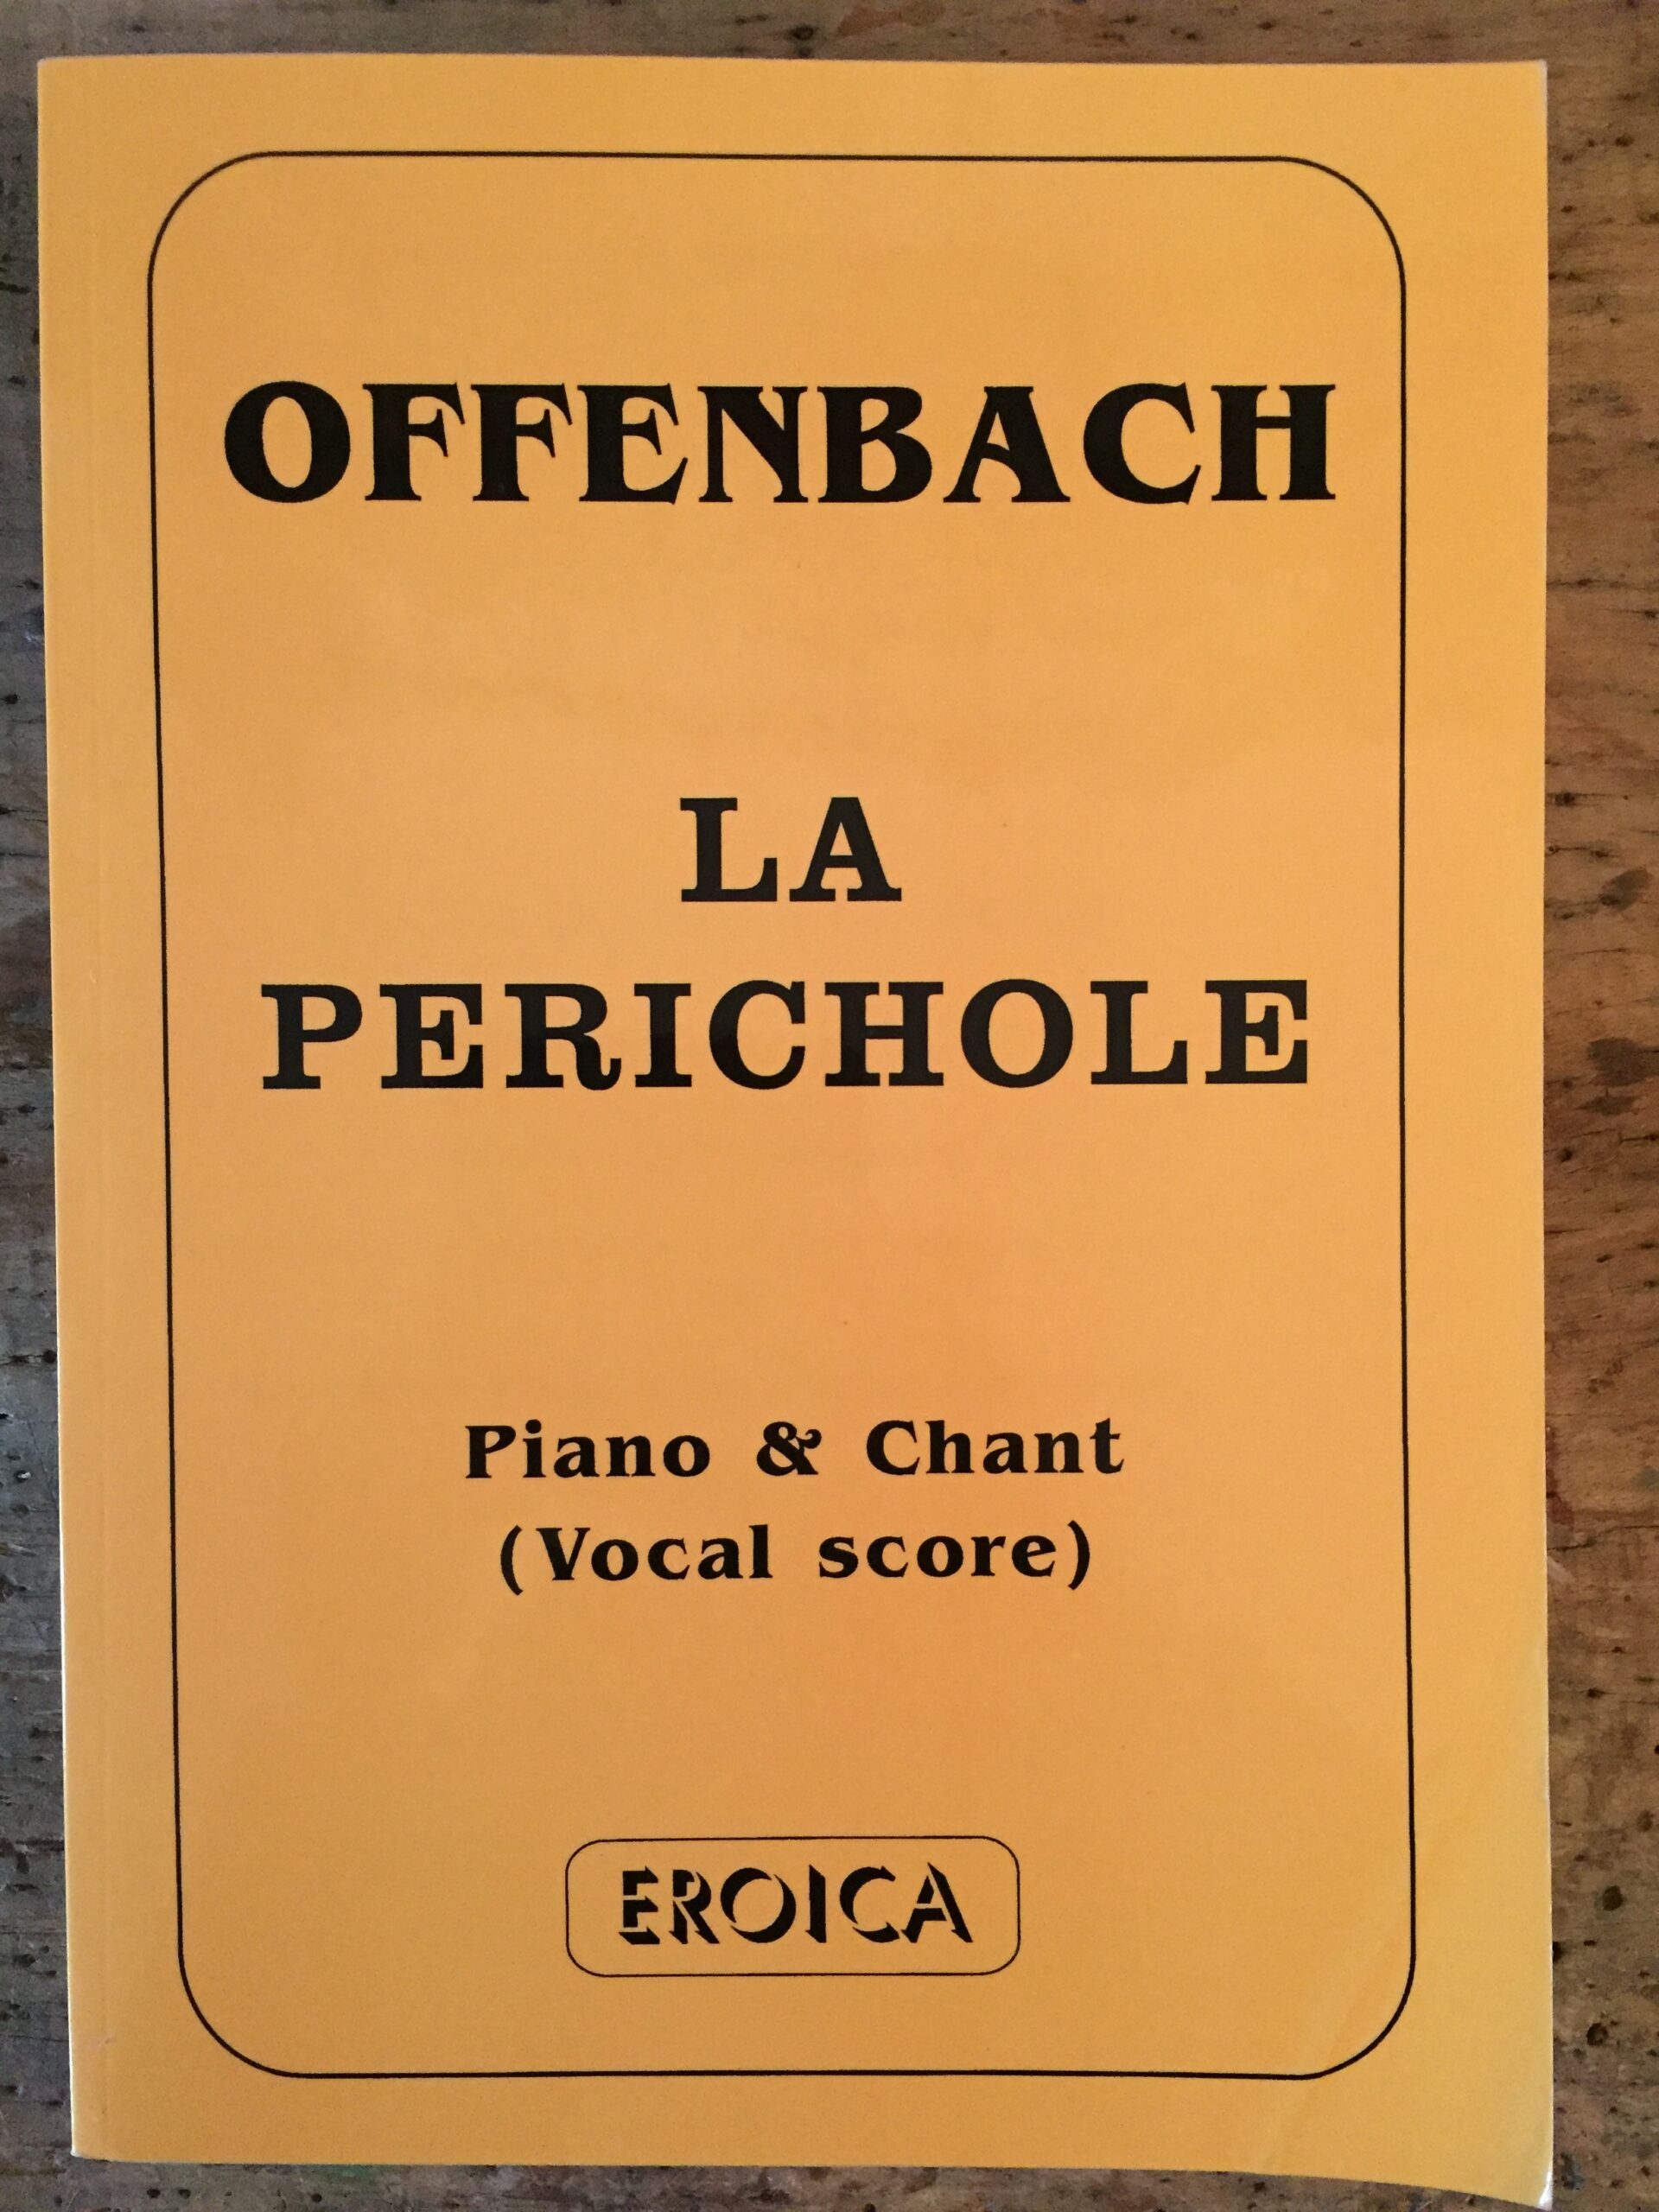 OFFENBACH
LA
PERICHOLE
Piano & Chant
(Vocal score)
EROICA